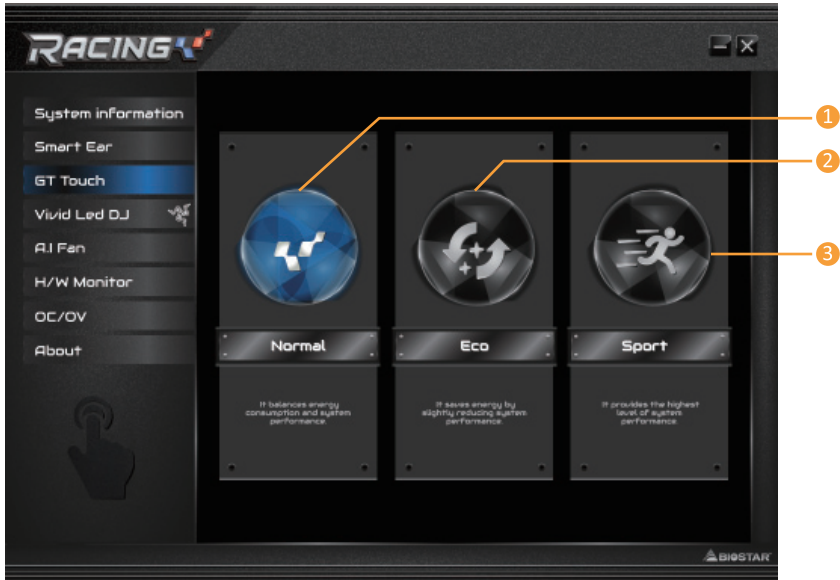 RACING
System information
Smart Ear
GT Touch
Vivid Led DJ
A.I Fan
H/W Monitor
OC/OV
About
Normal
It balances energy
consumption and system
performance.
Eco
It saves energy by
slightly reducing system
performance.
Sport
It provides the highest
level of system
performance.
1
2
3
BIOSTAR